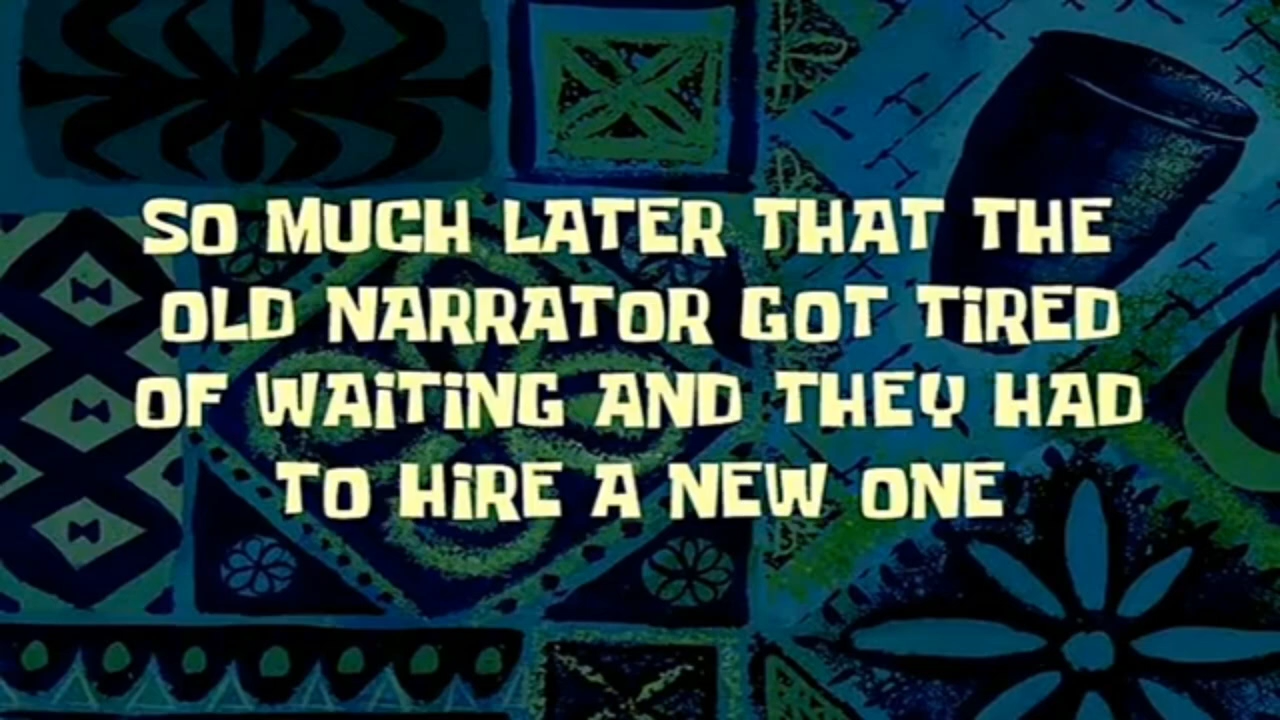 SO MUCH LATER THAT THE
OLD NARRATOR GOT TiRED
OF WAiTiNG AND THEY HAD
TO HiRE A NEW ONE